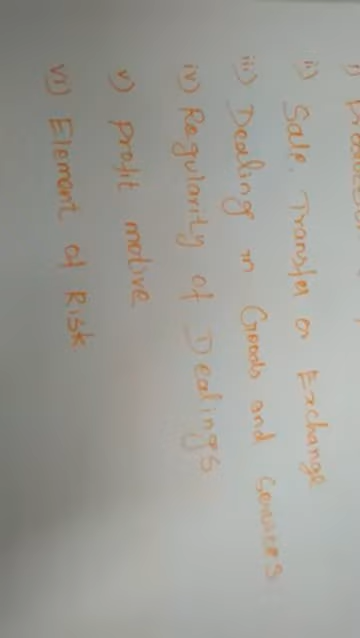 ii) Sale, Transfer or Exchange
iii) Dealing in Goods and Services
iv) Regularity of Dealings
v) profit motive
vi) Element of Risk